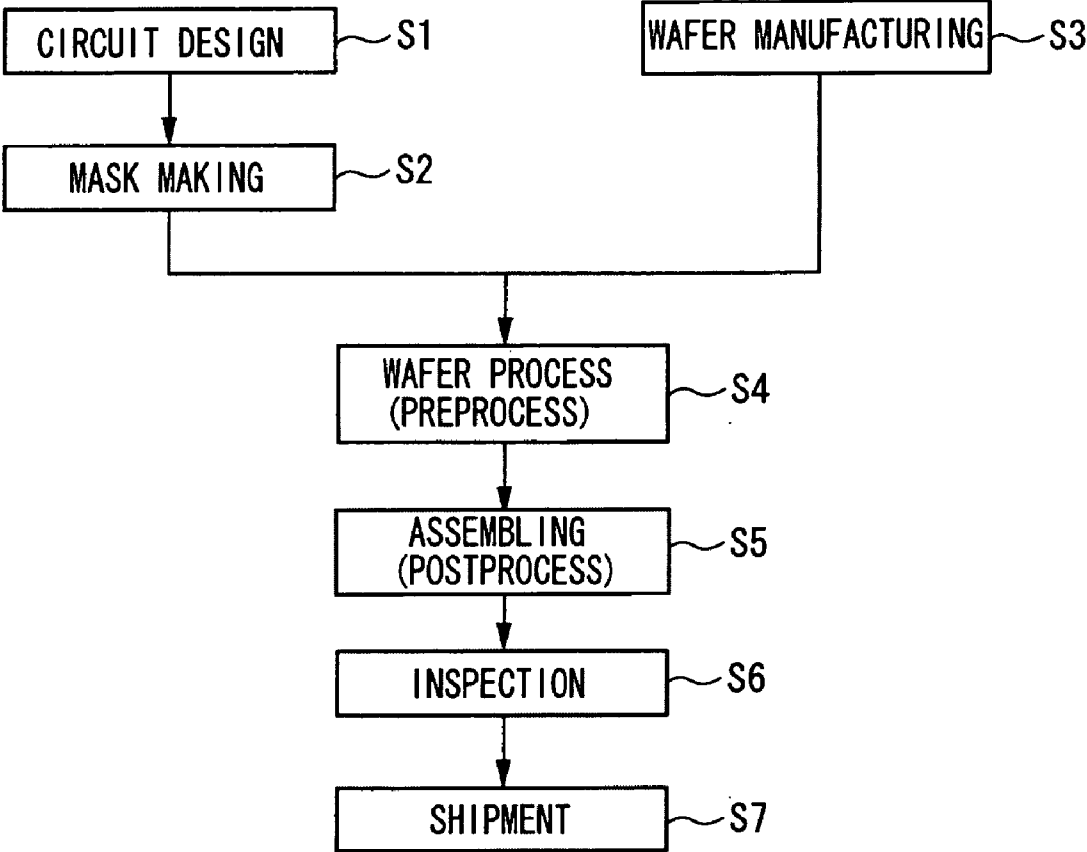 CIRCUIT DESIGN
S1
WAFER MANUFACTURING
S3
MASK MAKING
S2
WAFER PROCESS
(PREPROCESS)
S4
ASSEMBLING
(POSTPROCESS)
S5
INSPECTION
S6
SHIPMENT
S7